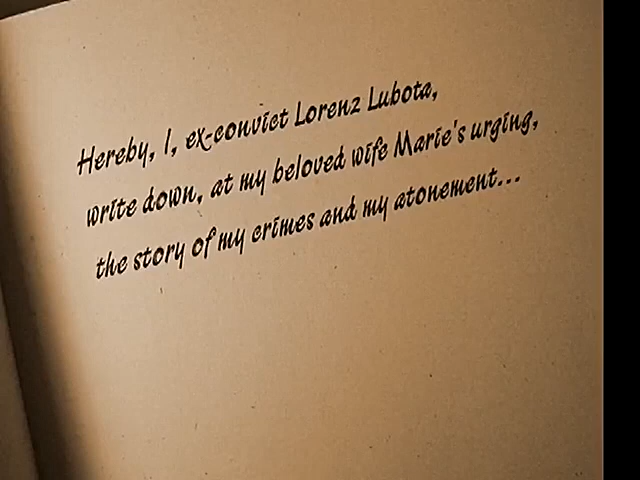 Hereby, I, ex-convict Lorenz Lubota,
write down, at my beloved wife Marie's urging,
the story of my crimes and my atonement...